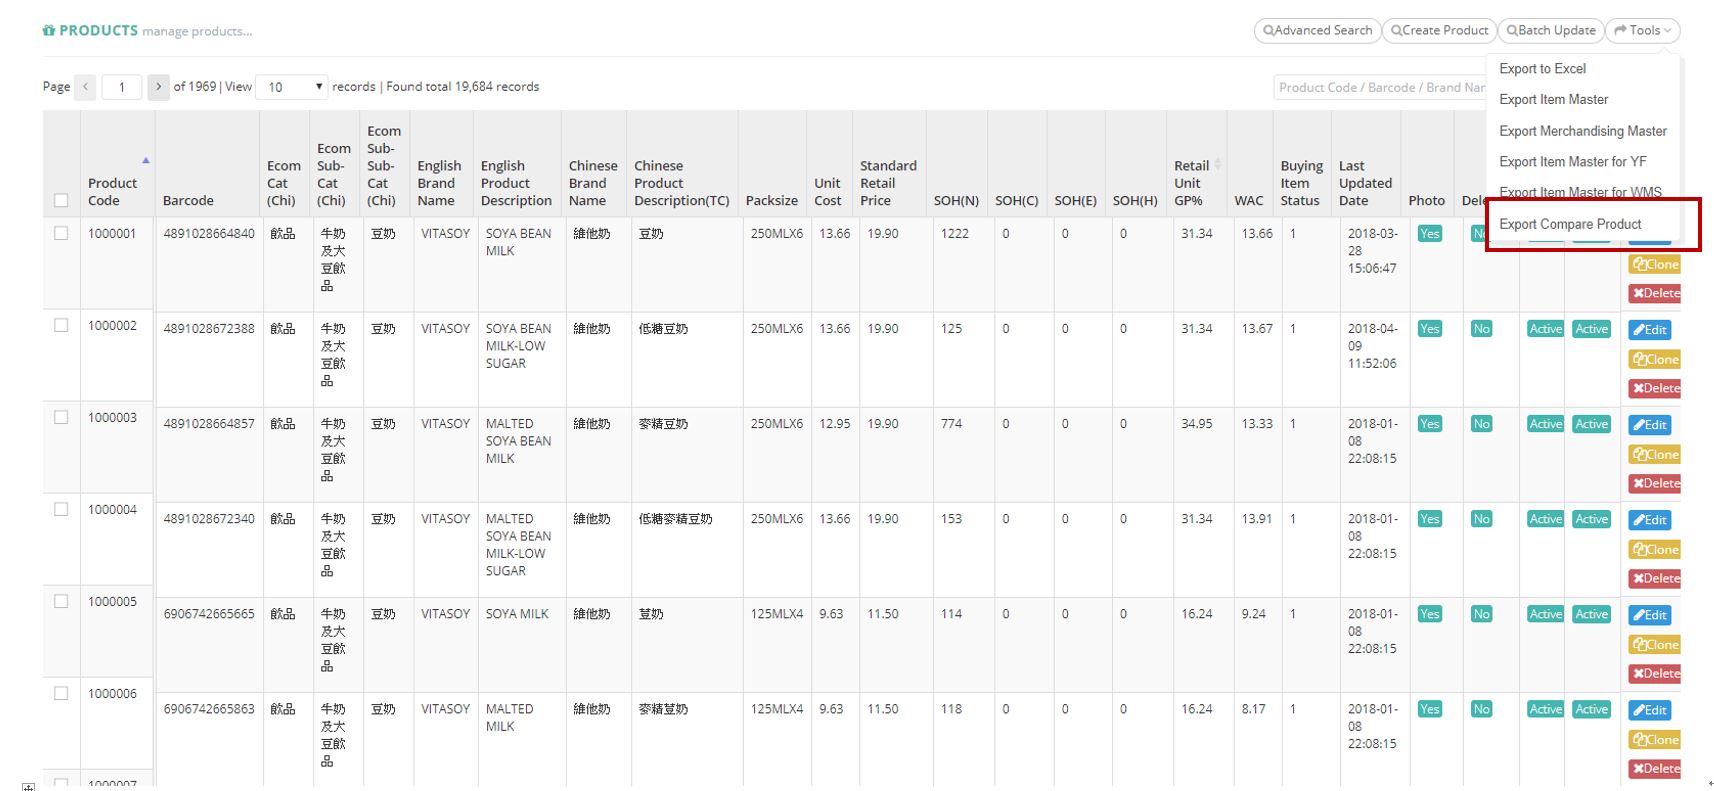 PRODUCTS manage products...
Advanced Search Create Product Batch Update Tools
Page 1 of 1969 | View 10 records | Found total 19,684 records
Product Code / Barcode / Brand Nam
Export to Excel
Export Item Master
Export Merchandising Master
Export Item Master for YF
Export Item Master for WMS
Export Compare Product
Product Code
Barcode
Ecom Cat (Chi)
Ecom Sub-Cat (Chi)
Ecom Sub-Sub-Cat (Chi)
English Brand Name
English Product Description
Chinese Brand Name
Chinese Product Description(TC)
Packsize
Unit Cost
Standard Retail Price
SOH(N)
SOH(C)
SOH(E)
SOH(H)
Retail Unit GP%
WAC
Buying Item Status
Last Updated Date
Photo
1000001 4891028664840 飲品 牛奶及大豆飲品 豆奶 VITASOY SOYA BEAN MILK 維他奶 豆奶 250MLX6 13.66 19.90 1222 0 0 0 31.34 13.66 1 2018-03-28 15:06:47 Yes No
Clone
Delete
1000002 4891028672388 飲品 牛奶及大豆飲品 豆奶 VITASOY SOYA BEAN MILK-LOW SUGAR 維他奶 低糖豆奶 250MLX6 13.66 19.90 125 0 0 0 31.34 13.67 1 2018-04-09 11:52:06 Yes No Active Active Edit
Clone
Delete
1000003 4891028664857 飲品 牛奶及大豆飲品 豆奶 VITASOY MALTED SOYA BEAN MILK 維他奶 麥精豆奶 250MLX6 12.95 19.90 774 0 0 0 34.95 13.33 1 2018-01-08 22:08:15 Yes No Active Active Edit
Clone
Delete
1000004 4891028672340 飲品 牛奶及大豆飲品 豆奶 VITASOY MALTED SOYA BEAN MILK-LOW SUGAR 維他奶 低糖麥精豆奶 250MLX6 13.66 19.90 153 0 0 0 31.34 13.91 1 2018-01-08 22:08:15 Yes No Active Active Edit
Clone
Delete
1000005 6906742665665 飲品 牛奶及大豆飲品 豆奶 VITASOY SOYA MILK 維他奶 荳奶 125MLX4 9.63 11.50 114 0 0 0 16.24 9.24 1 2018-01-08 22:08:15 Yes No Active Active Edit
Clone
Delete
1000006 6906742665863 飲品 牛奶及大豆飲品 豆奶 VITASOY MALTED MILK 維他奶 麥精荳奶 125MLX4 9.63 11.50 118 0 0 0 16.24 8.17 1 2018-01-08 22:08:15 Yes No Active Active Edit
Clone
Delete
1000007